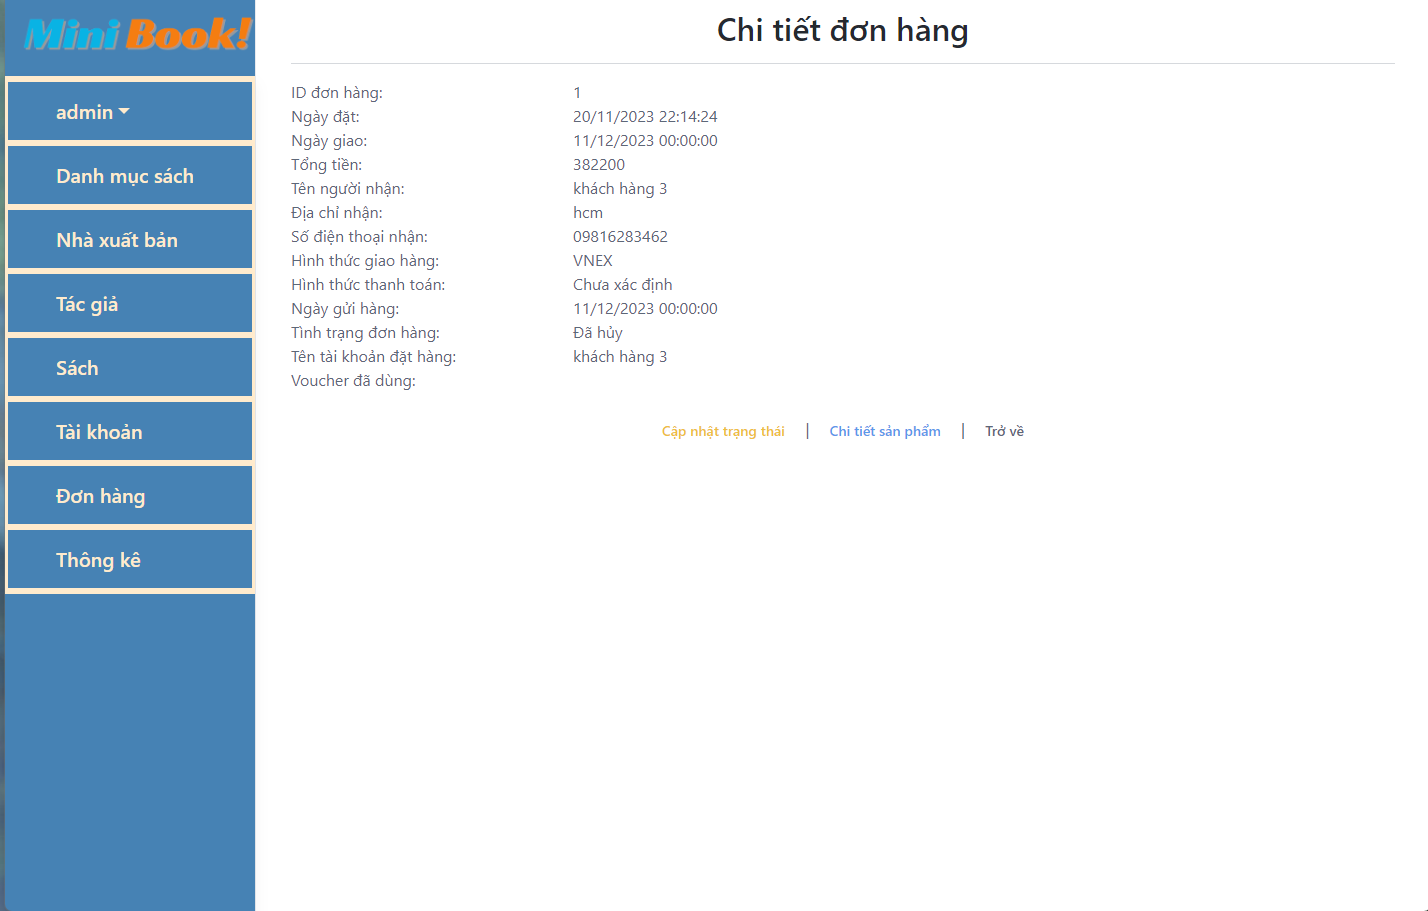 Mini Book!
admin
Danh mục sách
Nhà xuất bản
Tác giả
Sách
Tài khoản
Đơn hàng
Thông kê
Chi tiết đơn hàng
ID đơn hàng: 1
Ngày đặt: 20/11/2023 22:14:24
Ngày giao: 11/12/2023 00:00:00
Tổng tiền: 382200
Tên người nhận: khách hàng 3
Địa chỉ nhận: hcm
Số điện thoại nhận: 09816283462
Hình thức giao hàng: VNEX
Hình thức thanh toán: Chưa xác định
Ngày gửi hàng: 11/12/2023 00:00:00
Tình trạng đơn hàng: Đã hủy
Tên tài khoản đặt hàng: khách hàng 3
Voucher đã dùng:
Cập nhật trạng thái | Chi tiết sản phẩm | Trở về